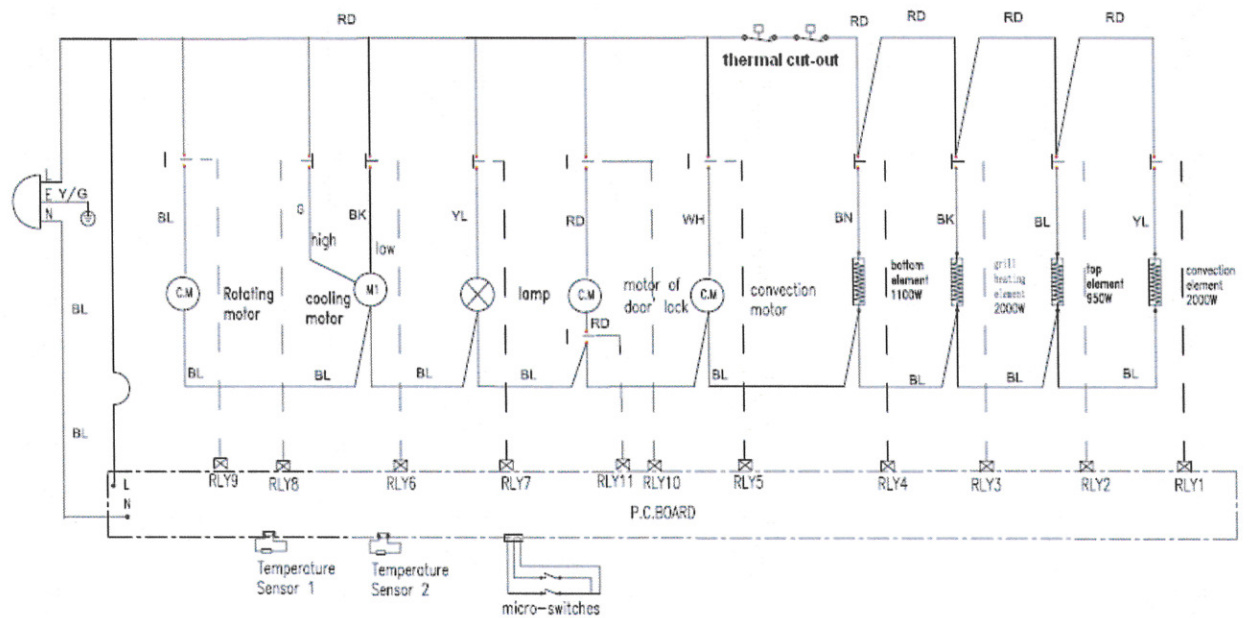 RD
RD
RD
RD
RD
thermal cut-out
L
E Y/G
N
BL
G
BK
YL
RD
WH
BN
BK
BL
YL
high
low
C.M
Rotating
motor
cooling
motor
M1
lamp
C.M
motor of
door lock
C.M
convection
motor
bottom
element
1100W
grill
heating
element
2000W
top
element
950W
convection
element
2000W
BL
RD
BL
BL
BL
BL
BL
BL
BL
BL
BL
L
N
RLY9
RLY8
RLY6
RLY7
RLY11
RLY10
RLY5
RLY4
RLY3
RLY2
RLY1
P.C.BOARD
Temperature
Sensor 1
Temperature
Sensor 2
micro-switches